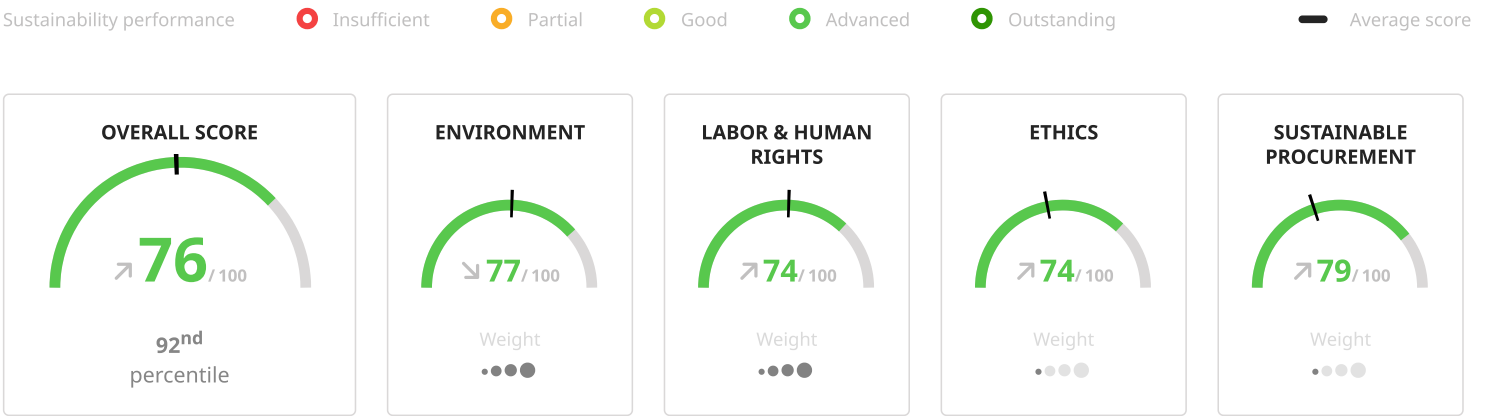 Sustainability performance Insufficient Partial Good Advanced Outstanding Average score
OVERALL SCORE
76 / 100
92nd
percentile
ENVIRONMENT
77 / 100
Weight
LABOR & HUMAN
RIGHTS
74 / 100
Weight
ETHICS
74 / 100
Weight
SUSTAINABLE
PROCUREMENT
79 / 100
Weight